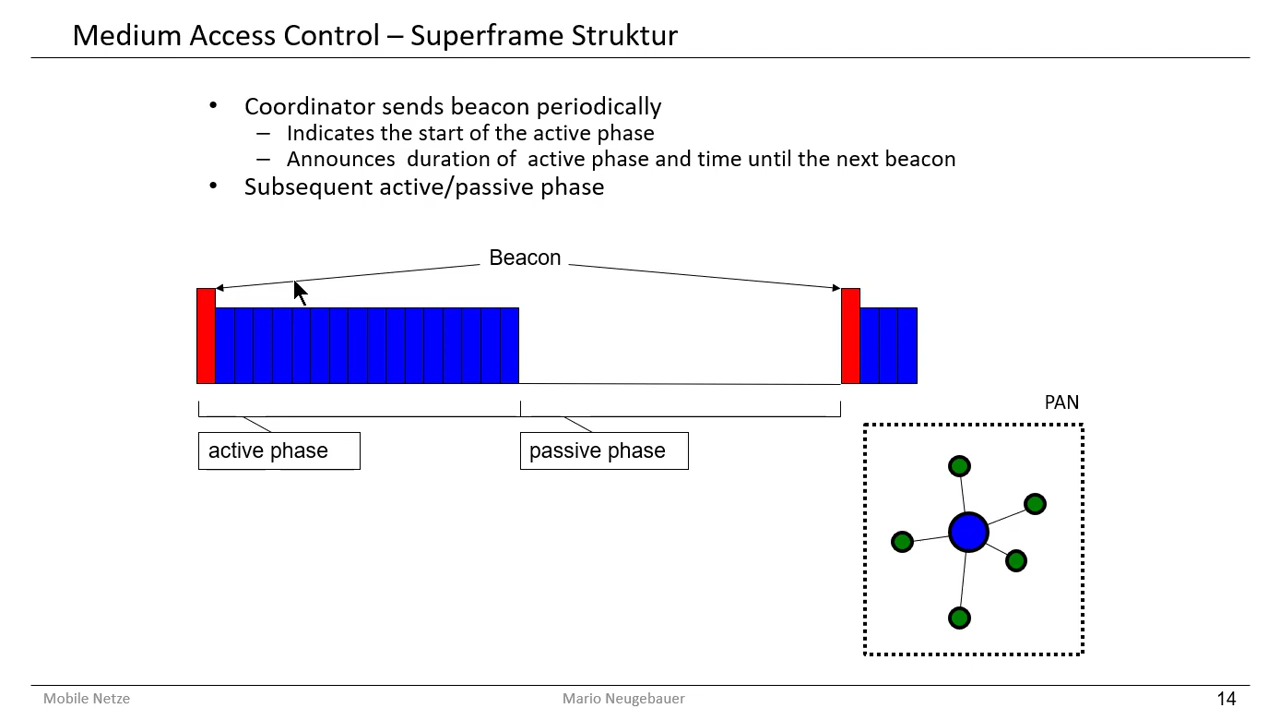 Medium Access Control – Superframe Struktur
• Coordinator sends beacon periodically
– Indicates the start of the active phase
– Announces duration of active phase and time until the next beacon
• Subsequent active/passive phase
Beacon
PAN
active phase
passive phase
Mobile Netze
Mario Neugebauer
14